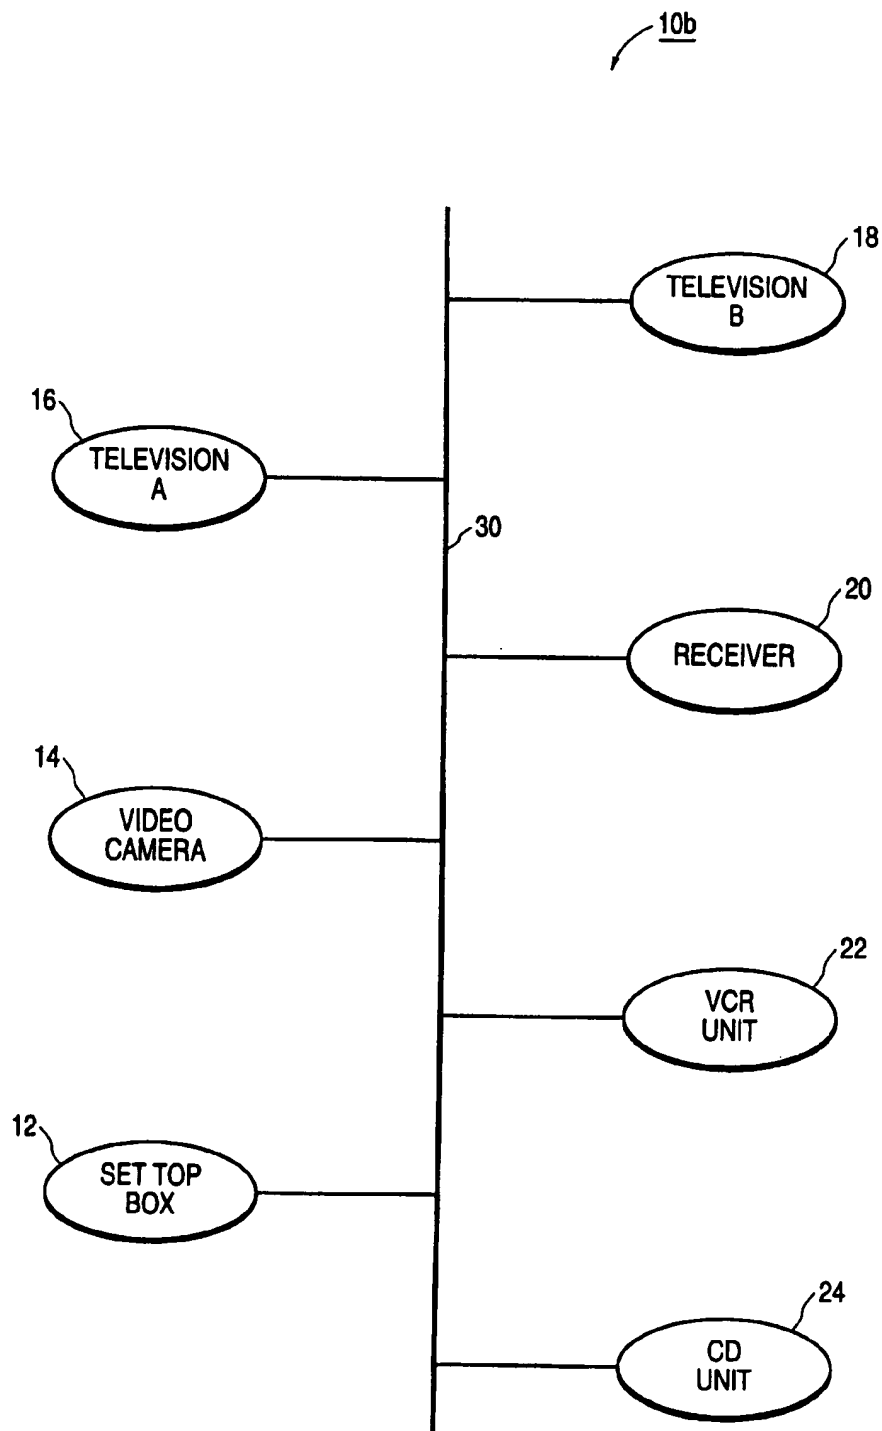 10b
18
TELEVISION
B
16
TELEVISION
A
30
20
RECEIVER
14
VIDEO
CAMERA
22
VCR
UNIT
12
SET TOP
BOX
24
CD
UNIT